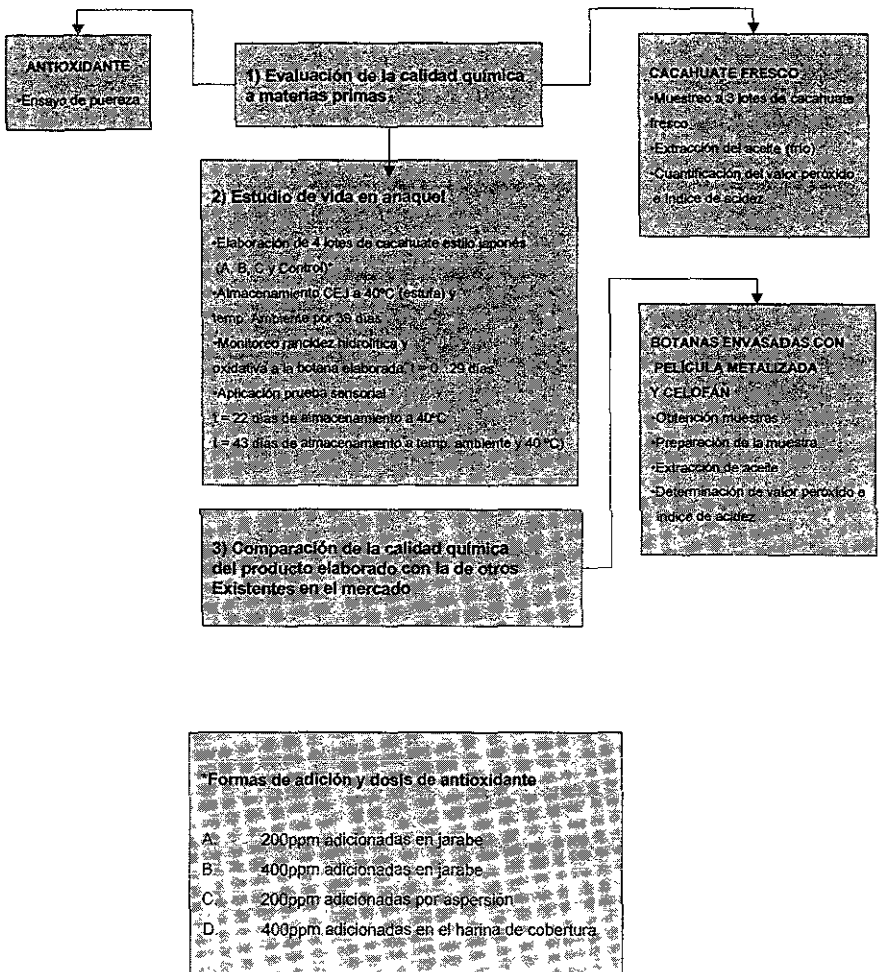 ANTIOXIDANTE
•Ensayo de puereza
1) Evaluación de la calidad química
a materias primas
CACAHUATE FRESCO
•Muestreo a 3 lotes de cacahuate
fresco
•Extracción del aceite (frío)
•Cuantificación del valor peróxido
e índice de acidez
2) Estudio de vida en anaquel
•Elaboración de 4 lotes de cacahuate estilo japonés
(A, B, C y Control)*
•Almacenamiento CEJ a 40°C (estufa) y
temp. Ambiente por 39 días
•Monitoreo rancidez hidrolítica y
oxidativa a la botana elaborada t = 0...29 días
•Aplicación prueba sensorial
t = 22 días de almacenamiento a 40°C
t = 43 días de almacenamiento a temp. ambiente y 40 °C)
BOTANAS ENVASADAS CON
PELÍCULA METALIZADA
Y CELOFÁN
•Obtención muestras
•Preparación de la muestra
•Extracción de aceite
•Determinación de valor peróxido e
índice de acidez
3) Comparación de la calidad química
del producto elaborado con la de otros
Existentes en el mercado
*Formas de adición y dosis de antioxidante
A. 200ppm adicionadas en jarabe
B. 400ppm adicionadas en jarabe
C. 200ppm adicionadas por aspersión
D. 400ppm adicionadas en el harina de cobertura